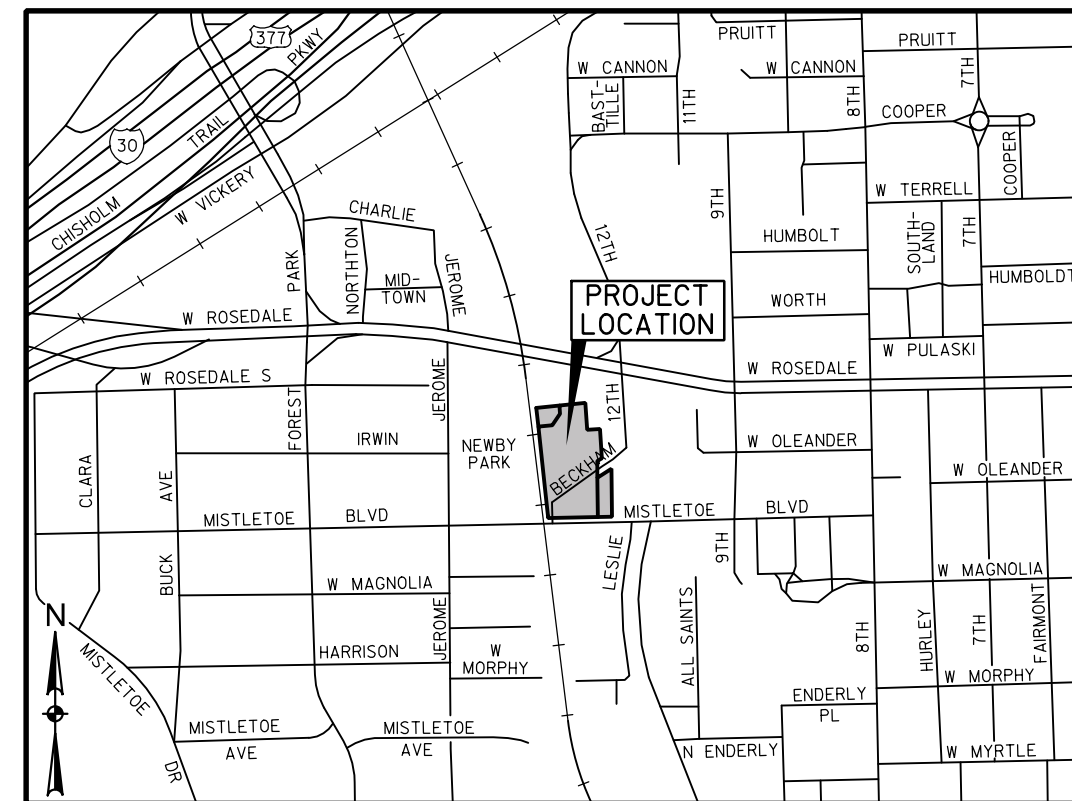 377
PKWY
PRUITT
PRUITT
W CANNON
W CANNON
7TH
BAST-
TILLE
11TH
8TH
COOPER
30
TRAIL
COOPER
W VICKERY
W TERRELL
CHISHOLM
CHARLIE
9TH
SOUTH-
LAND
7TH
12TH
HUMBOLT
PARK
NORTHTON
MID-
TOWN
JEROME
HUMBOLDT
PROJECT
LOCATION
WORTH
W ROSEDALE
W PULASKI
W ROSEDALE
W ROSEDALE S
JEROME
12TH
FOREST
IRWIN
NEWBY
PARK
W OLEANDER
W OLEANDER
CLARA
AVE
BECKHAM
MISTLETOE BLVD
MISTLETOE BLVD
BUCK
LESLIE
9TH
W MAGNOLIA
W MAGNOLIA
N
JEROME
ALL SAINTS
8TH
HURLEY
7TH
FAIRMONT
MISTLETOE
DR
HARRISON
W
MORPHY
W MORPHY
ENDERLY
PL
MISTLETOE
AVE
MISTLETOE
AVE
N ENDERLY
W MYRTLE